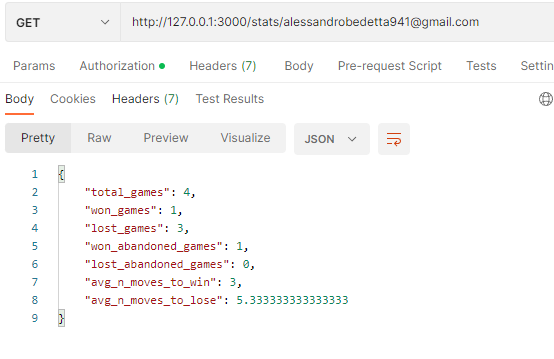 GET http://127.0.0.1:3000/stats/alessandrobedetta941@gmail.com
Params Authorization Headers (7) Body Pre-request Script Tests Settin
Body Cookies Headers (7) Test Results
Pretty Raw Preview Visualize JSON
1 {
2 "total_games": 4,
3 "won_games": 1,
4 "lost_games": 3,
5 "won_abandoned_games": 1,
6 "lost_abandoned_games": 0,
7 "avg_n_moves_to_win": 3,
8 "avg_n_moves_to_lose": 5.333333333333333
9 }